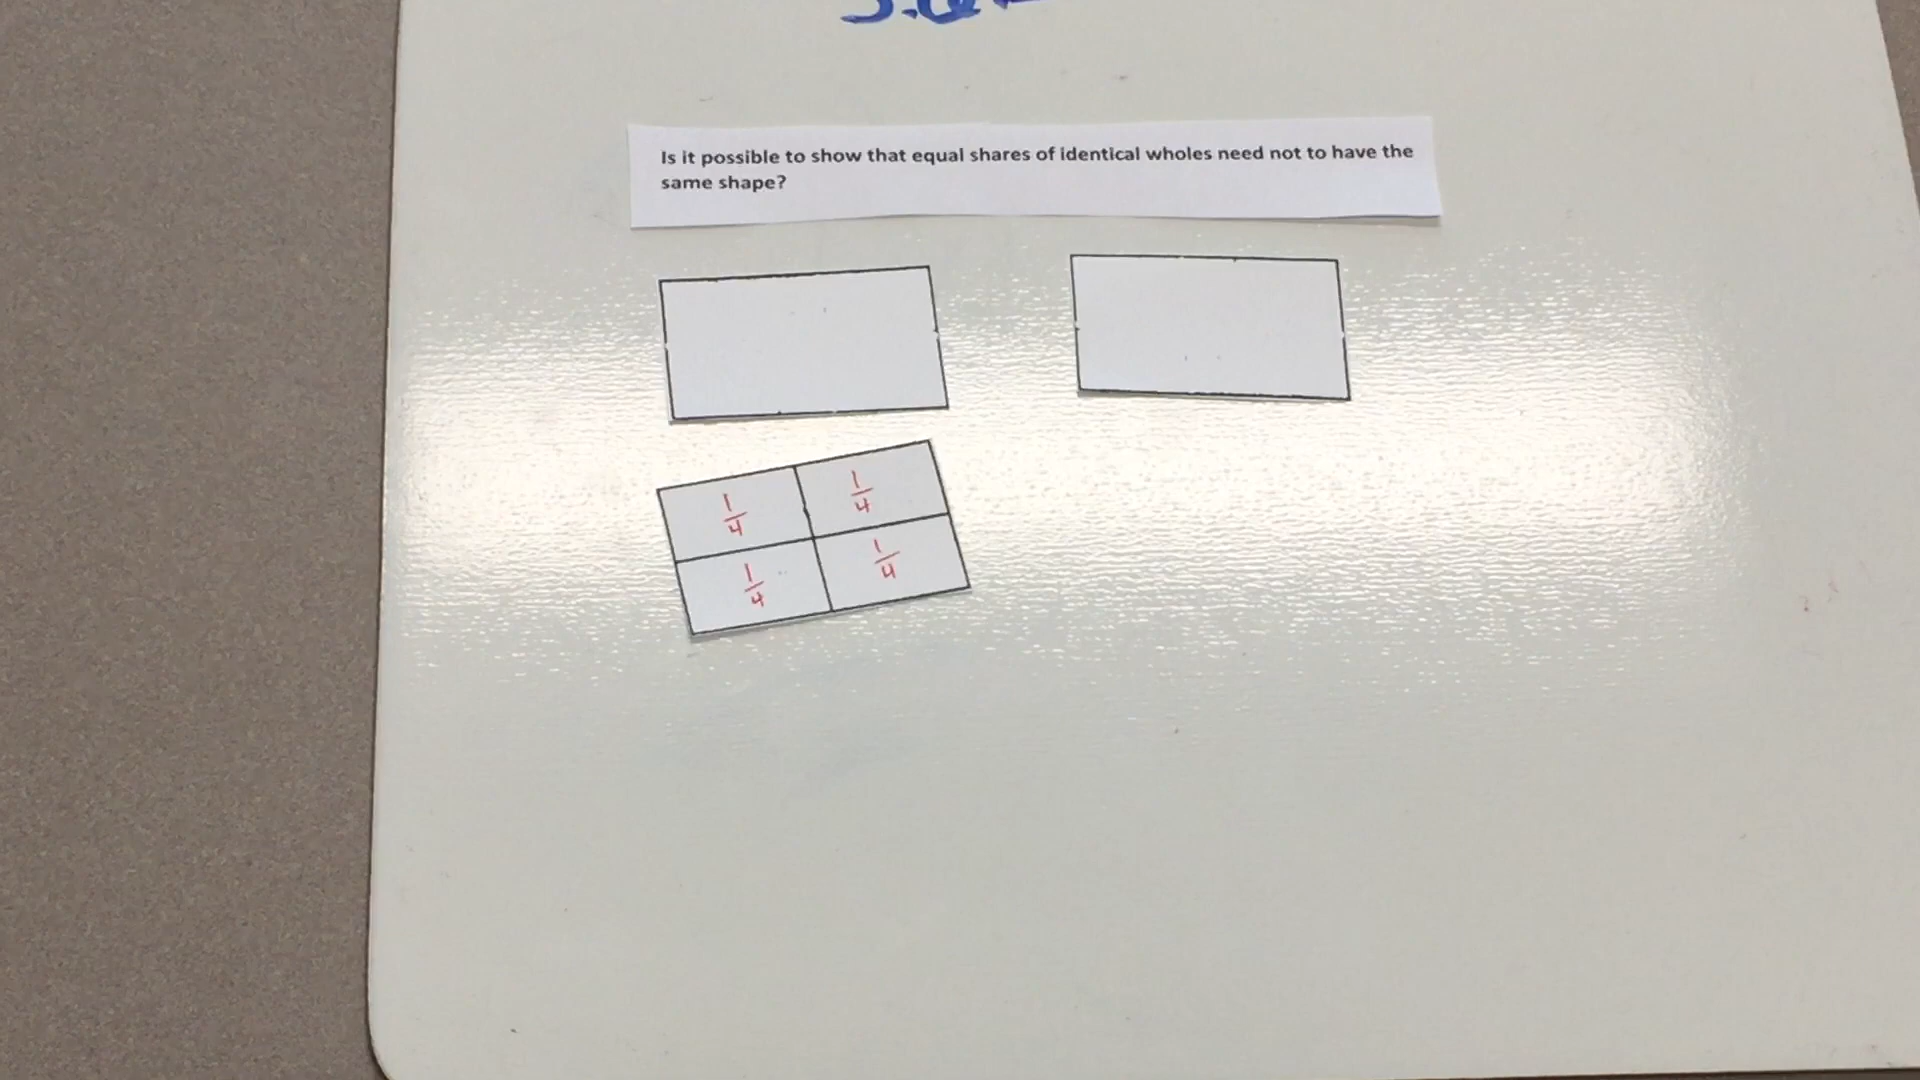 Is it possible to show that equal shares of identical wholes need not to have the
same shape?
1/4 1/4
1/4 1/4